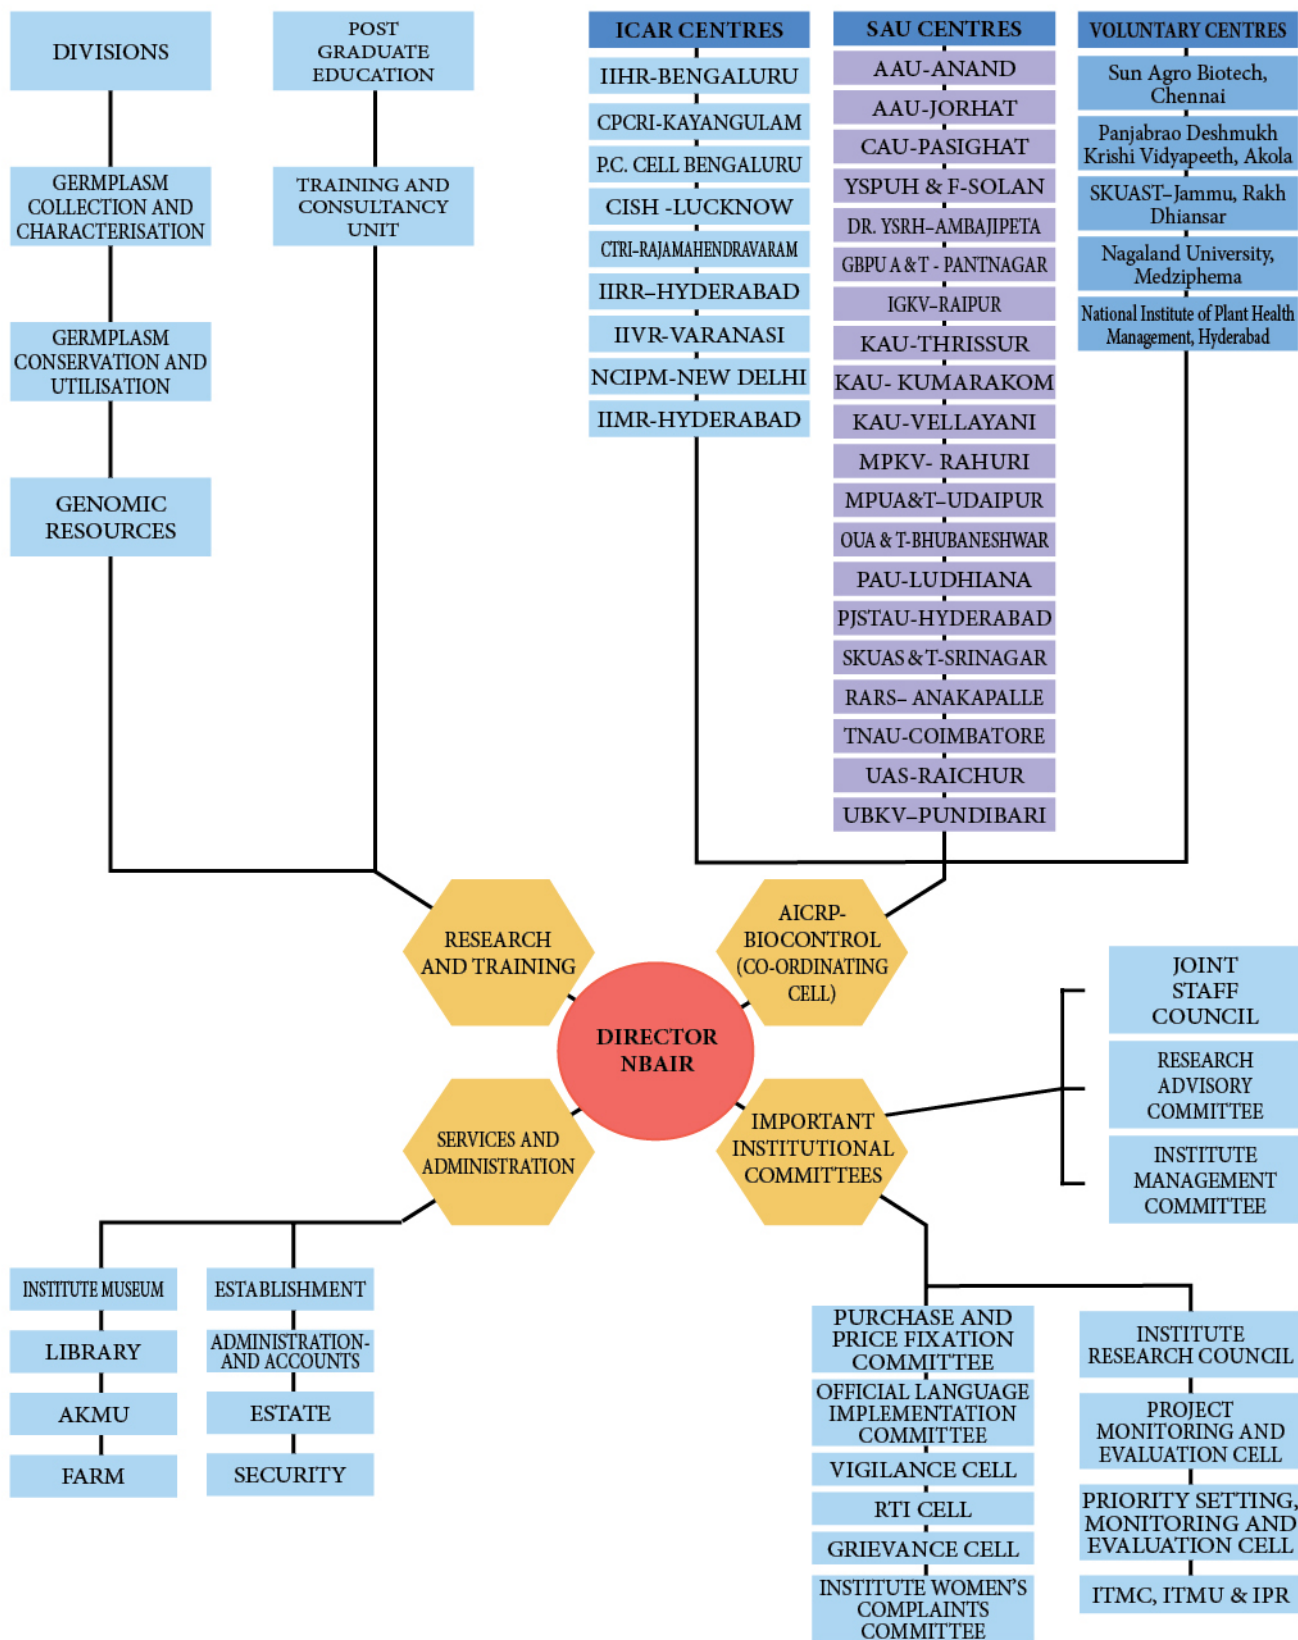 DIVISIONS
GERMPLASM
COLLECTION AND
CHARACTERISATION
GERMPLASM
CONSERVATION AND
UTILISATION
GENOMIC
RESOURCES
POST
GRADUATE
EDUCATION
TRAINING AND
CONSULTANCY
UNIT
ICAR CENTRES
IIHR-BENGALURU
CPCRI-KAYANGULAM
P.C. CELL BENGALURU
CISH -LUCKNOW
CTRI-RAJAMAHENDRAVARAM
IIRR–HYDERABAD
IIVR-VARANASI
NCIPM-NEW DELHI
IIMR-HYDERABAD
SAU CENTRES
AAU-ANAND
AAU-JORHAT
CAU-PASIGHAT
YSPUH & F-SOLAN
DR. YSRH–AMBAJIPETA
GBPU A & T - PANTNAGAR
IGKV–RAIPUR
KAU-THRISSUR
KAU- KUMARAKOM
KAU-VELLAYANI
MPKV- RAHURI
MPUA&T–UDAIPUR
OUA & T-BHUBANESHWAR
PAU-LUDHIANA
PJSTAU-HYDERABAD
SKUAS & T-SRINAGAR
RARS– ANAKAPALLE
TNAU-COIMBATORE
UAS-RAICHUR
UBKV–PUNDIBARI
VOLUNTARY CENTRES
Sun Agro Biotech,
Chennai
Panjabrao Deshmukh
Krishi Vidyapeeth, Akola
SKUAST–Jammu, Rakh
Dhiansar
Nagaland University,
Medziphema
National Institute of Plant Health
Management, Hyderabad
RESEARCH
AND TRAINING
AICRP-
BIOCONTROL
(CO-ORDINATING
CELL)
DIRECTOR
NBAIR
SERVICES AND
ADMINISTRATION
IMPORTANT
INSTITUTIONAL
COMMITTEES
JOINT
STAFF
COUNCIL
RESEARCH
ADVISORY
COMMITTEE
INSTITUTE
MANAGEMENT
COMMITTEE
INSTITUTE MUSEUM
LIBRARY
AKMU
FARM
ESTABLISHMENT
ADMINISTRATION-
AND ACCOUNTS
ESTATE
SECURITY
PURCHASE AND
PRICE FIXATION
COMMITTEE
OFFICIAL LANGUAGE
IMPLEMENTATION
COMMITTEE
VIGILANCE CELL
RTI CELL
GRIEVANCE CELL
INSTITUTE WOMEN’S
COMPLAINTS
COMMITTEE
INSTITUTE
RESEARCH COUNCIL
PROJECT
MONITORING AND
EVALUATION CELL
PRIORITY SETTING,
MONITORING AND
EVALUATION CELL
ITMC, ITMU & IPR